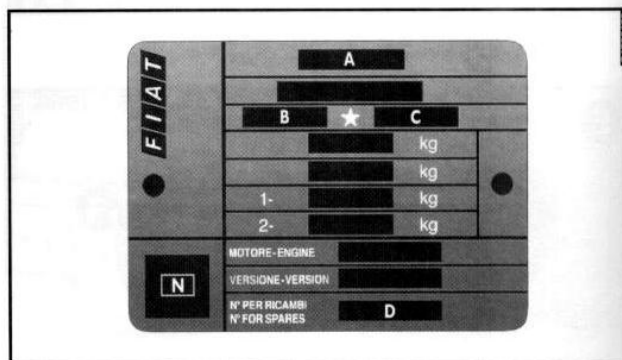 FIAT
A
B ★ C
kg
kg
1- kg
2- kg
MOTORE-ENGINE
VERSIONE-VERSION
N° PER RICAMBI
N° FOR SPARES
D
N